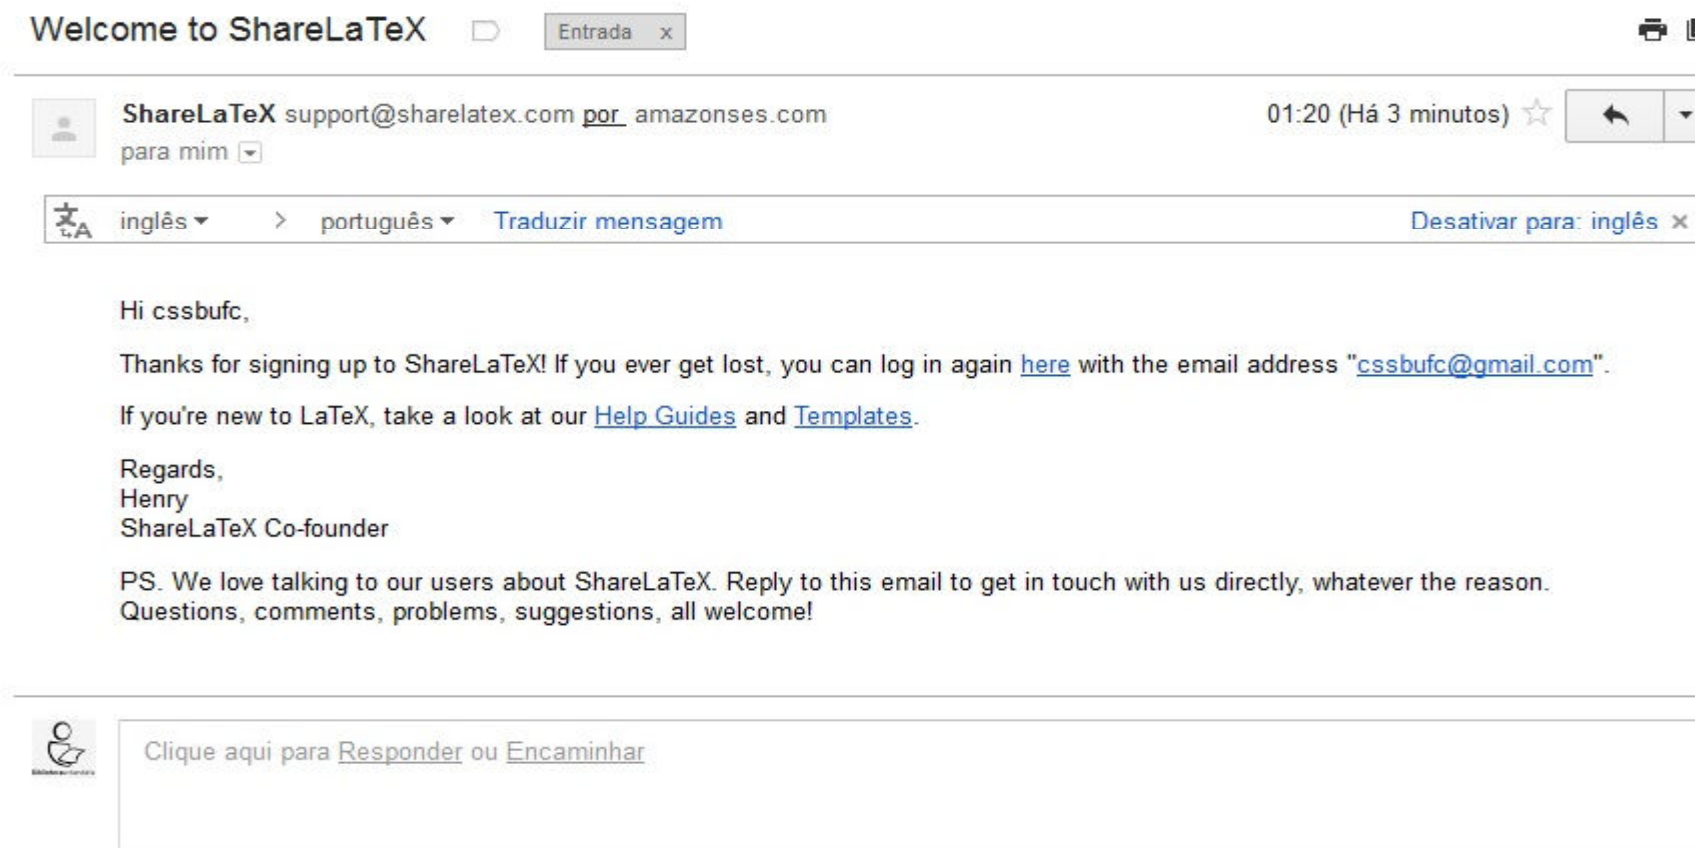 Welcome to ShareLaTeX Entrada x
ShareLaTeX support@sharelatex.com por amazonses.com 01:20 (Há 3 minutos)
para mim
inglês > português Traduzir mensagem Desativar para: inglês ×
Hi cssbufc,
Thanks for signing up to ShareLaTeX! If you ever get lost, you can log in again here with the email address "cssbufc@gmail.com".
If you're new to LaTeX, take a look at our Help Guides and Templates.
Regards,
Henry
ShareLaTeX Co-founder
PS. We love talking to our users about ShareLaTeX. Reply to this email to get in touch with us directly, whatever the reason.
Questions, comments, problems, suggestions, all welcome!
Clique aqui para Responder ou Encaminhar